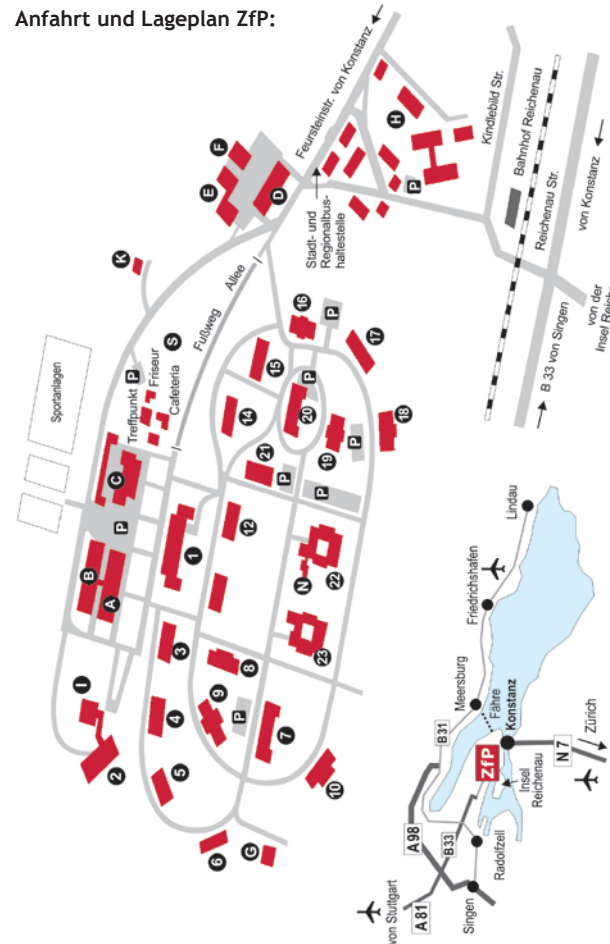 Anfahrt und Lageplan ZfP:
Feursteinstr. von Konstanz
Kindlebild Str.
Bahnhof Reichenau
Reichenau Str.
von Konstanz
B 33 von Singen
von der
Insel Reichenau
Stadt- und
Regionalbus-
haltestelle
H
P
F
E
D
K
Allee
Fußweg
S
Sportanlagen
Treffpunkt P
Friseur
Cafeteria
C
P
B
A
I
2
1
3
4
5
6
G
16
P
15
17
14
P
20
18
19
P
21
P
P
12
N
22
23
8
9
P
7
10
Lindau
Friedrichshafen
Meersburg
Fähre
Konstanz
B31
ZfP
N 7
Zürich
Insel
Reichenau
A98
B33
Radolfzell
Singen
A81
von Stuttgart